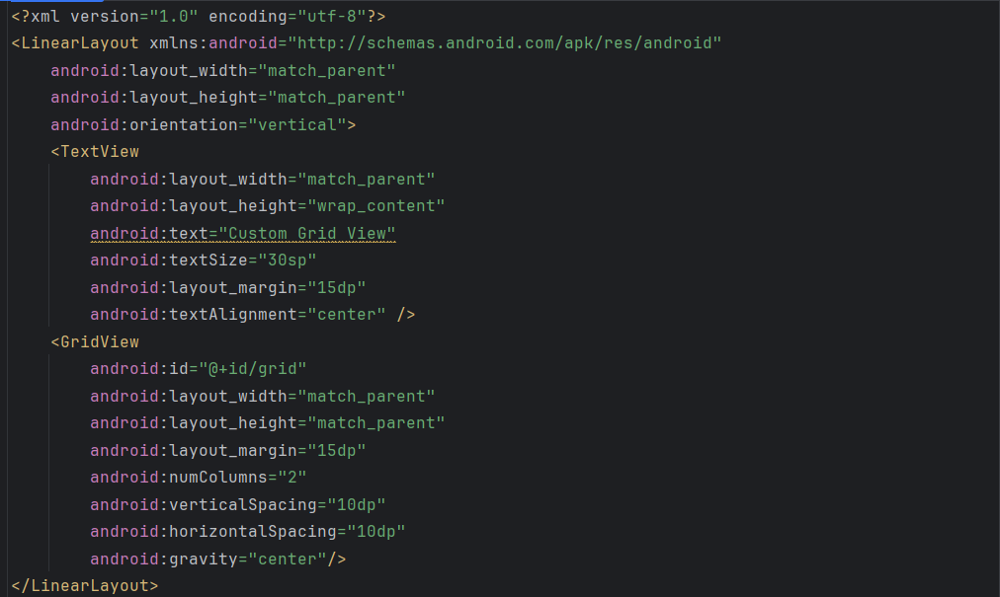 <?xml version="1.0" encoding="utf-8"?>
<LinearLayout xmlns:android="http://schemas.android.com/apk/res/android"
    android:layout_width="match_parent"
    android:layout_height="match_parent"
    android:orientation="vertical">
    <TextView
        android:layout_width="match_parent"
        android:layout_height="wrap_content"
        android:text="Custom Grid View"
        android:textSize="30sp"
        android:layout_margin="15dp"
        android:textAlignment="center" />
    <GridView
        android:id="@+id/grid"
        android:layout_width="match_parent"
        android:layout_height="match_parent"
        android:layout_margin="15dp"
        android:numColumns="2"
        android:verticalSpacing="10dp"
        android:horizontalSpacing="10dp"
        android:gravity="center"/>
</LinearLayout>